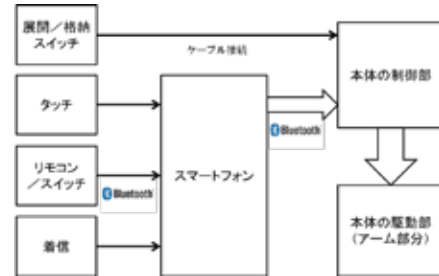 展開／格納
スイッチ
ケーブル接続
本体の制御部
タッチ
Bluetooth
リモコン
／スイッチ
Bluetooth
スマートフォン
着信
本体の駆動部
（アーム部分）